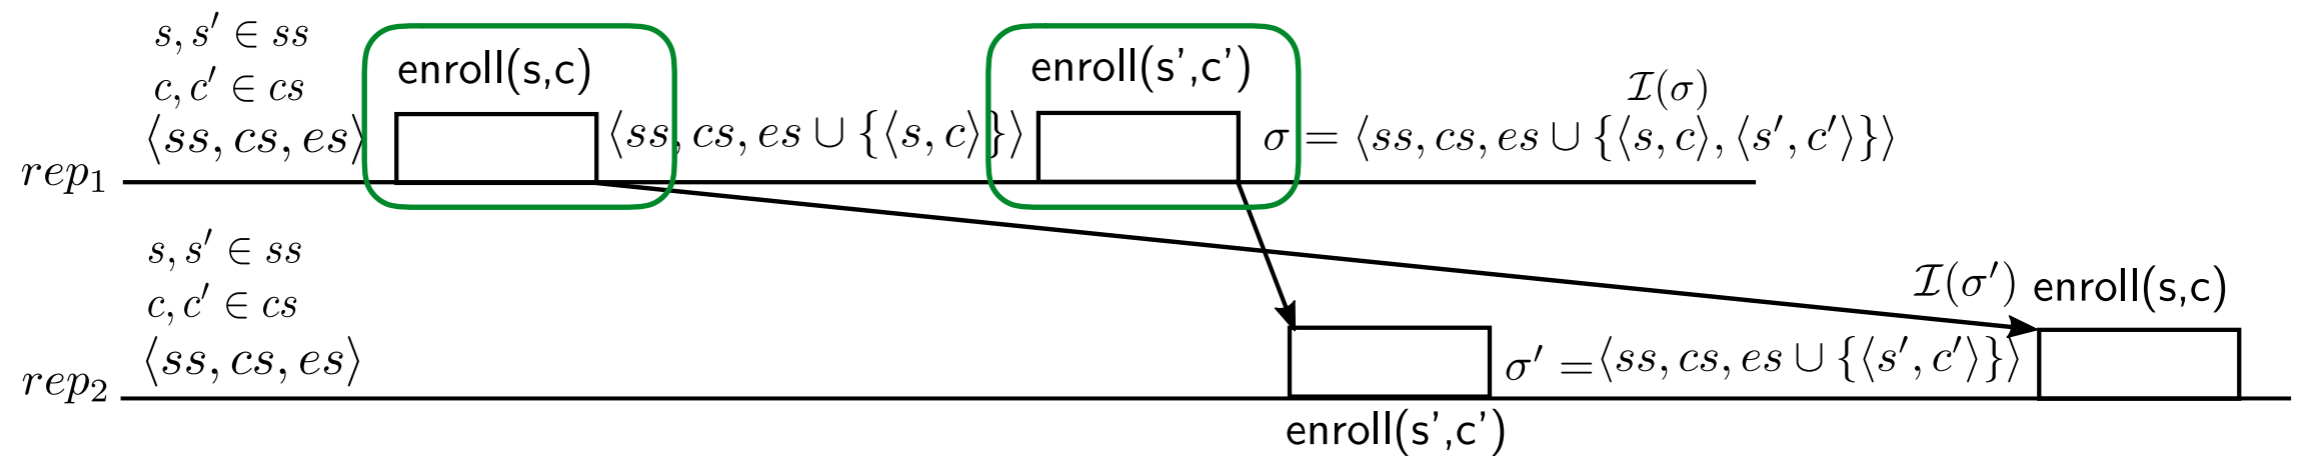 s, s′ ∈ ss
c, c′ ∈ cs
⟨ss, cs, es⟩
rep₁
enroll(s,c)
⟨ss, cs, es ∪ {⟨s, c⟩}⟩
enroll(s',c')
I(σ)
σ = ⟨ss, cs, es ∪ {⟨s, c⟩, ⟨s′, c′⟩}⟩
s, s′ ∈ ss
c, c′ ∈ cs
⟨ss, cs, es⟩
rep₂
enroll(s',c')
I(σ′)
σ′ = ⟨ss, cs, es ∪ {⟨s′, c′⟩}⟩
enroll(s,c)